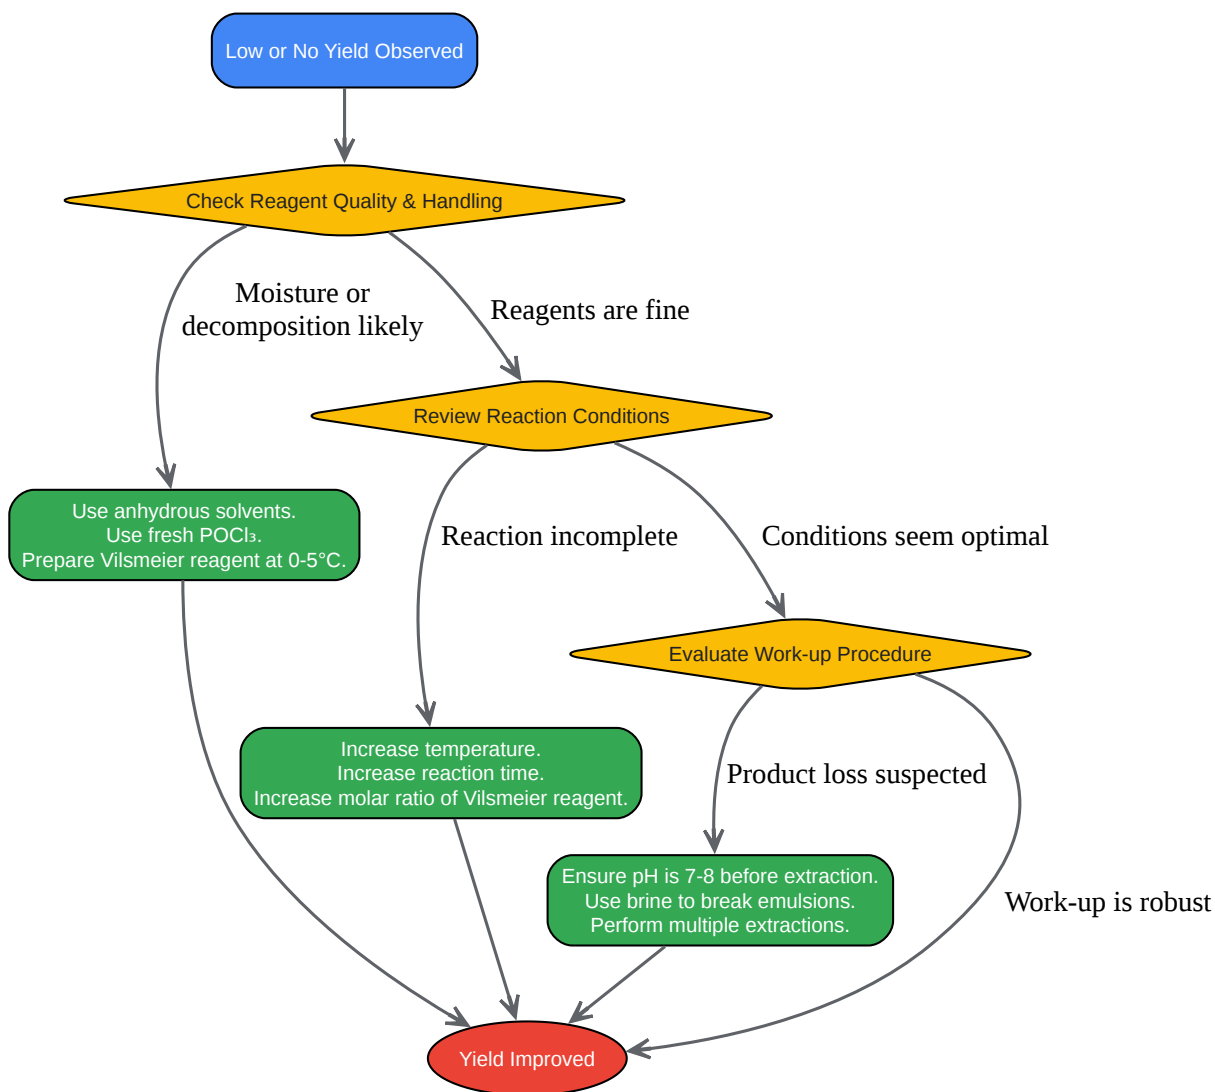 Low or No Yield Observed
Check Reagent Quality & Handling
Moisture or
decomposition likely
Reagents are fine
Review Reaction Conditions
Use anhydrous solvents.
Use fresh POCl₃.
Prepare Vilsmeier reagent at 0-5°C.
Reaction incomplete
Conditions seem optimal
Evaluate Work-up Procedure
Increase temperature.
Increase reaction time.
Increase molar ratio of Vilsmeier reagent.
Product loss suspected
Ensure pH is 7-8 before extraction.
Use brine to break emulsions.
Perform multiple extractions.
Work-up is robust
Yield Improved